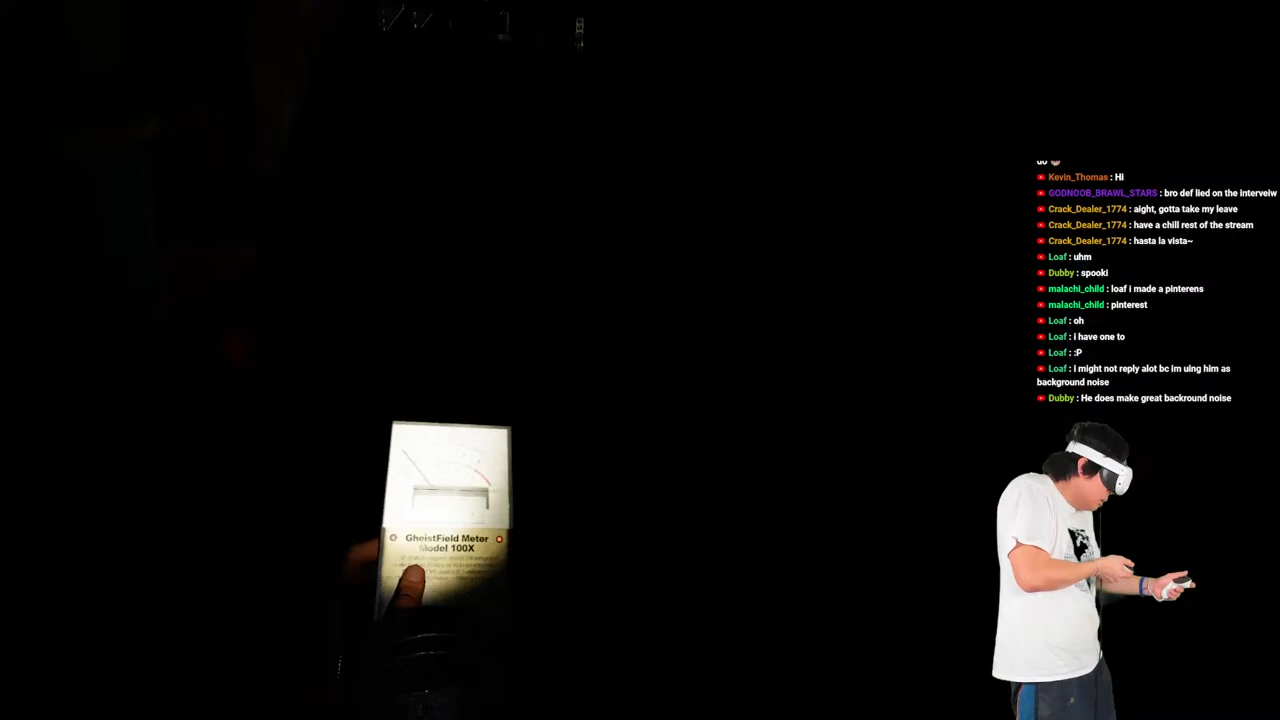 Kevin_Thomas : Hi
GODNOOB_BRAWL_STARS : bro def lied on the interveiw
Crack_Dealer_1774 : aight, gotta take my leave
Crack_Dealer_1774 : have a chill rest of the stream
Crack_Dealer_1774 : hasta la vista~
Loaf : uhm
Dubby : spooki
malachi_child : loaf i made a pinterens
malachi_child : pinterest
Loaf : oh
Loaf : i have one to
Loaf : :P
Loaf : i might not reply alot bc im uing him as
background noise
Dubby : He does make great backround noise
GheistField Meter
Model 100X